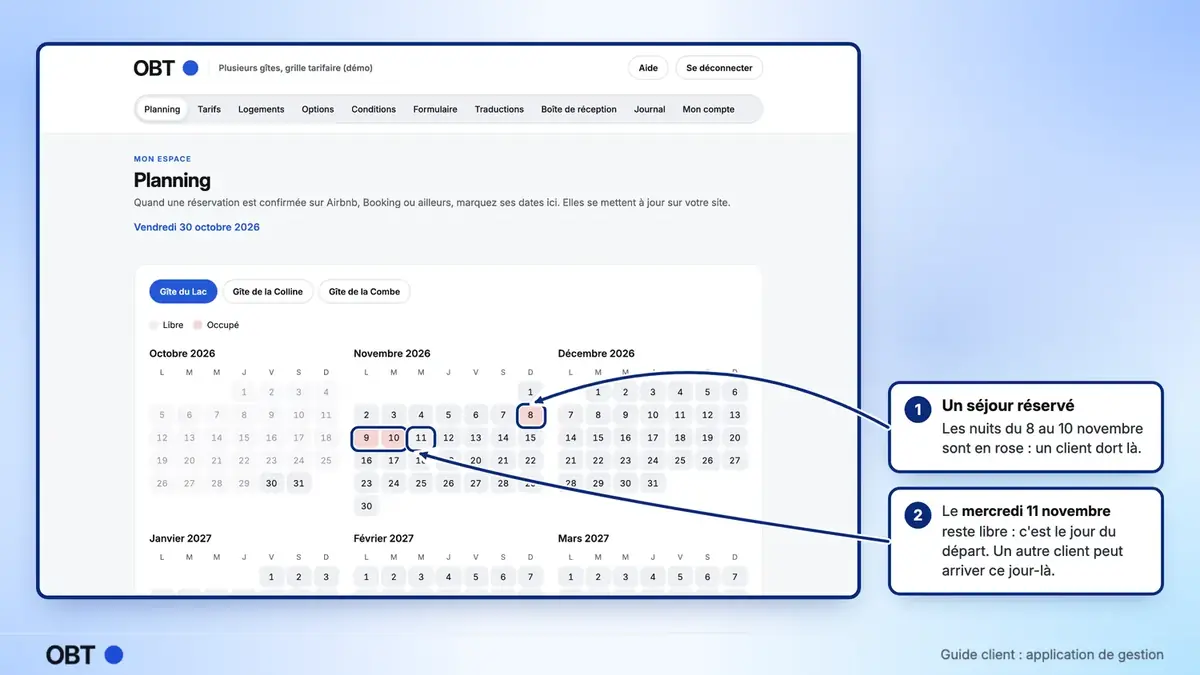 OBT
Plusieurs gîtes, grille tarifaire (démo)
Aide
Se déconnecter
Planning Tarifs Logements Options Conditions Formulaire Traductions Boîte de réception Journal Mon compte
MON ESPACE
Planning
Quand une réservation est confirmée sur Airbnb, Booking ou ailleurs, marquez ses dates ici. Elles se mettent à jour sur votre site.
Vendredi 30 octobre 2026
Gîte du Lac Gîte de la Colline Gîte de la Combe
Libre Occupé
Octobre 2026
L M M J V S D
1 2 3 4
5 6 7 8 9 10 11
12 13 14 15 16 17 18
19 20 21 22 23 24 25
26 27 28 29 30 31
Novembre 2026
L M M J V S D
1
2 3 4 5 6 7 8
9 10 11 12 13 14 15
16 17 20 21 22
23 24 25 26 27 28
30
Décembre 2026
L M M J V S D
1 2 3 4 5 6
7 8 9 10 11 12 13
14 15 16 17 18 19 20
21 22 23 24 25 26 27
28 29 30 31
Janvier 2027
L M M J V S D
1 2 3
Février 2027
L M M J V S D
1 2 3 4 5 6 7
Mars 2027
L M M J V S D
1 2 3 4 5 6 7
1
Un séjour réservé
Les nuits du 8 au 10 novembre
sont en rose : un client dort là.
2
Le mercredi 11 novembre
reste libre : c'est le jour du
départ. Un autre client peut
arriver ce jour-là.
OBT
Guide client : application de gestion